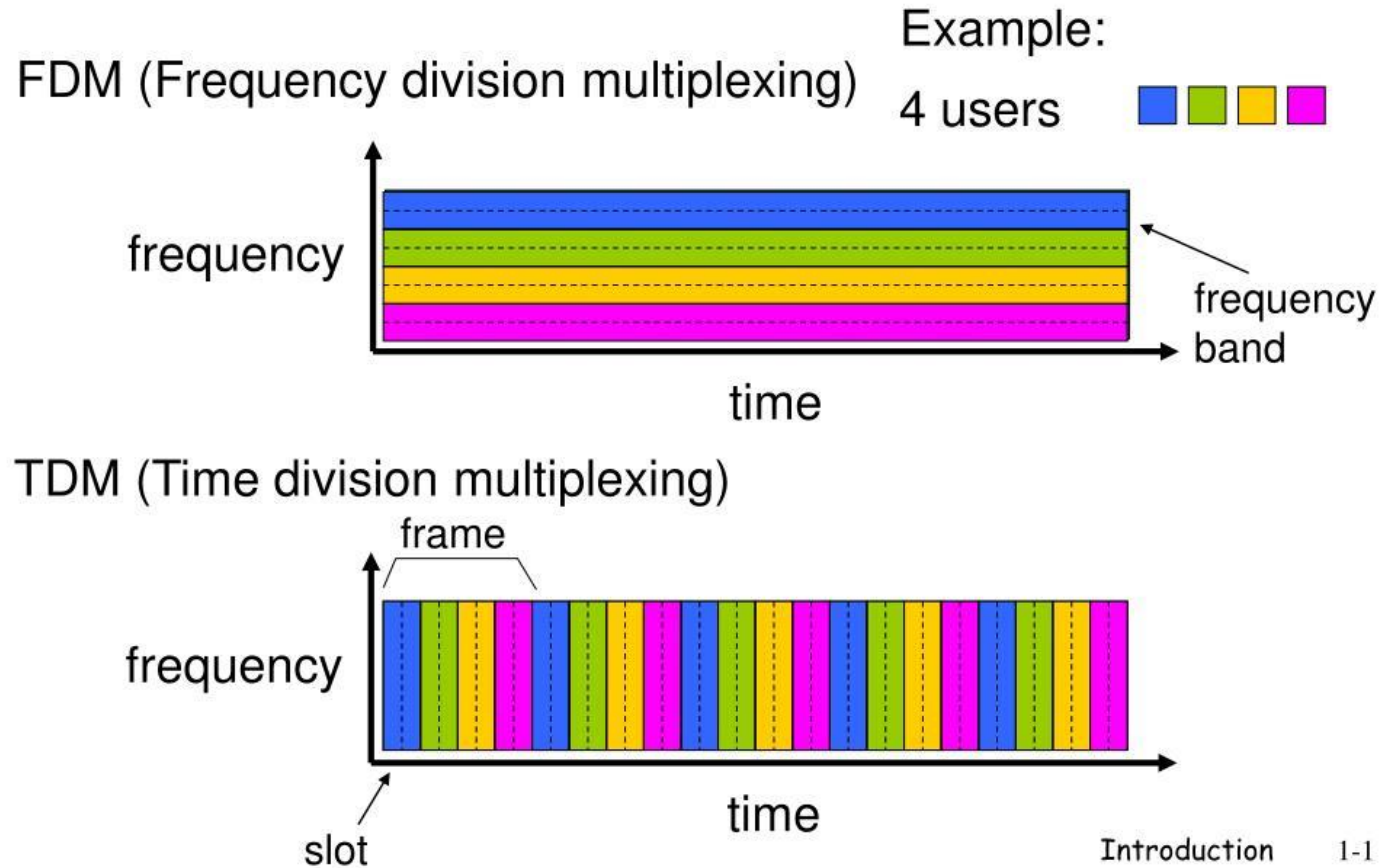 Example:
FDM (Frequency division multiplexing)
4 users
frequency
frequency
band
time
TDM (Time division multiplexing)
frame
frequency
time
slot
Introduction 1-1